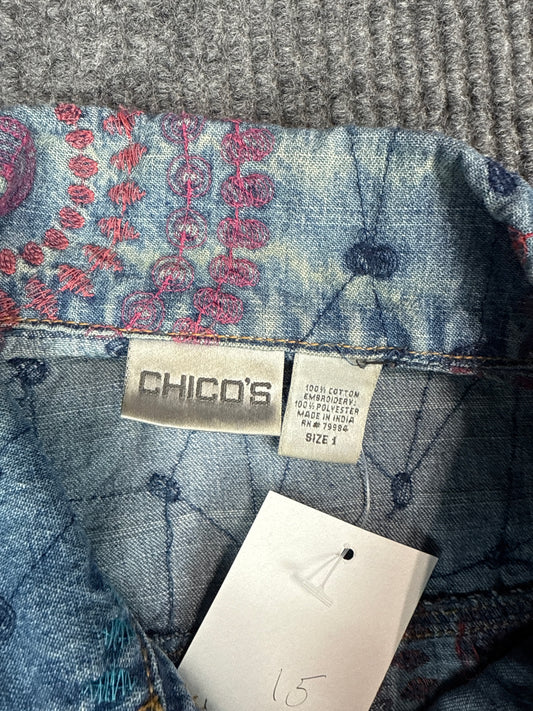 CHICO'S
100% COTTON
EMBROIDERY:
100% POLYESTER
MADE IN INDIA
RN# 79984
SIZE 1
15